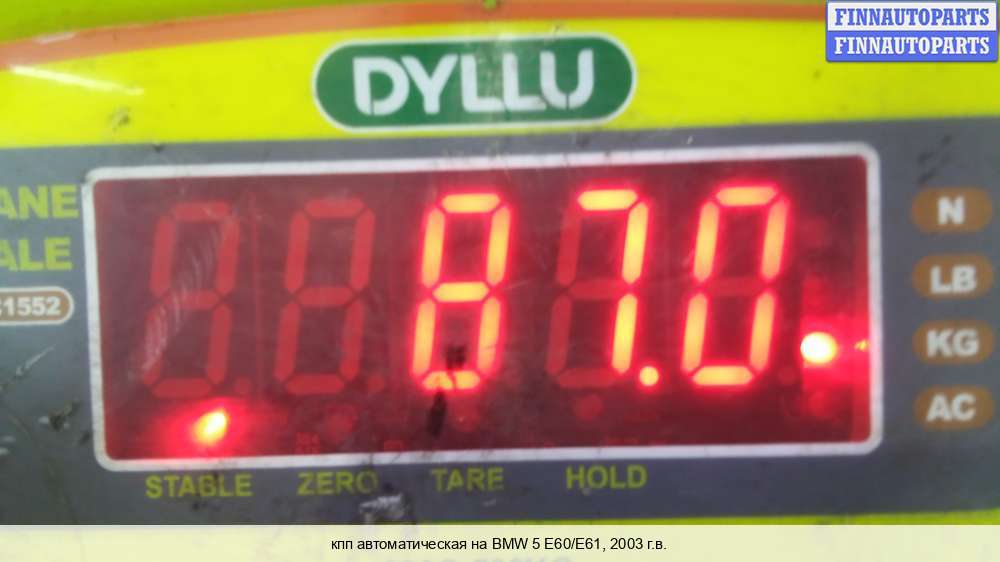 FINNAUTOPARTS
FINNAUTOPARTS
DYLLU
ANE
ALE
1552
87.0
N
LB
KG
AC
STABLE ZERO TARE HOLD
кпп автоматическая на BMW 5 E60/E61, 2003 г.в.